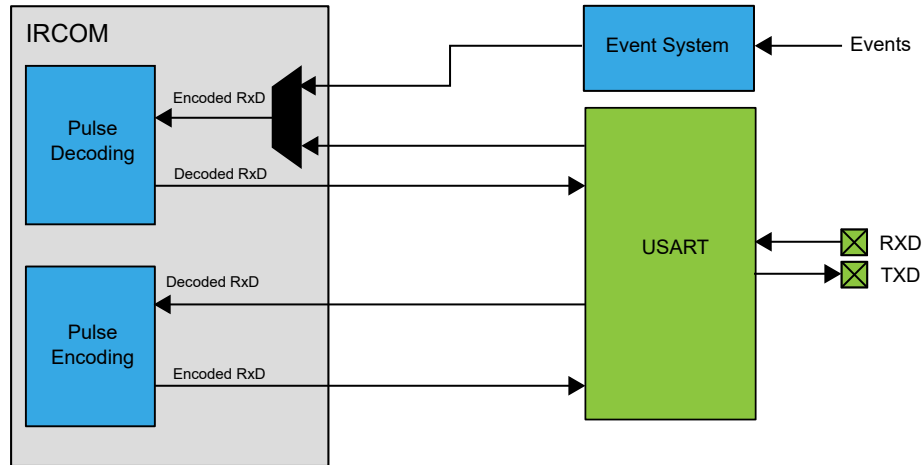 IRCOM
Event System
Events
Encoded RxD
Pulse
Decoding
Decoded RxD
USART
RXD
TXD
Decoded RxD
Pulse
Encoding
Encoded RxD